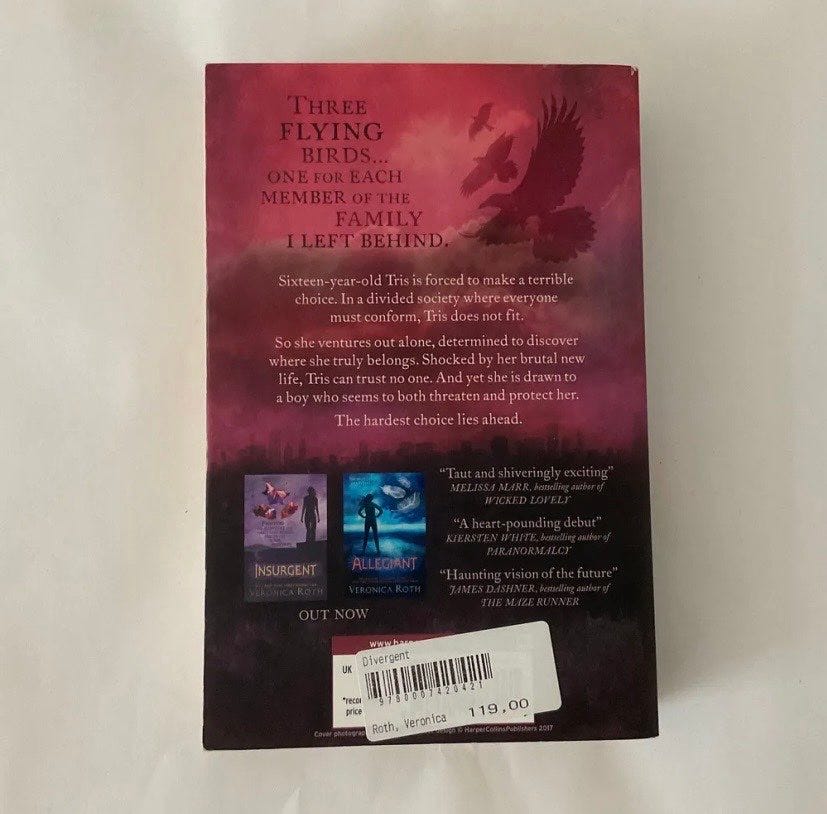 THREE
FLYING
BIRDS...
ONE FOR EACH
MEMBER OF THE
FAMILY
I LEFT BEHIND.
Sixteen-year-old Tris is forced to make a terrible
choice. In a divided society where everyone
must conform, Tris does not fit.
So she ventures out alone, determined to discover
where she truly belongs. Shocked by her brutal new
life, Tris can trust no one. And yet she is drawn to
a boy who seems to both threaten and protect her.
The hardest choice lies ahead.
INSURGENT
VERONICA ROTH
ALLEGIANT
VERONICA ROTH
OUT NOW
“Taut and shiveringly exciting”
MELISSA MARR, bestselling author of
WICKED LOVELY
“A heart-pounding debut”
KIERSTEN WHITE, bestselling author of
PARANORMALCY
“Haunting vision of the future”
JAMES DASHNER, bestselling author of
THE MAZE RUNNER
UK
price
Divergent
9780007420421
Roth, Veronica 119,00
Cover © HarperCollinsPublishers 2017